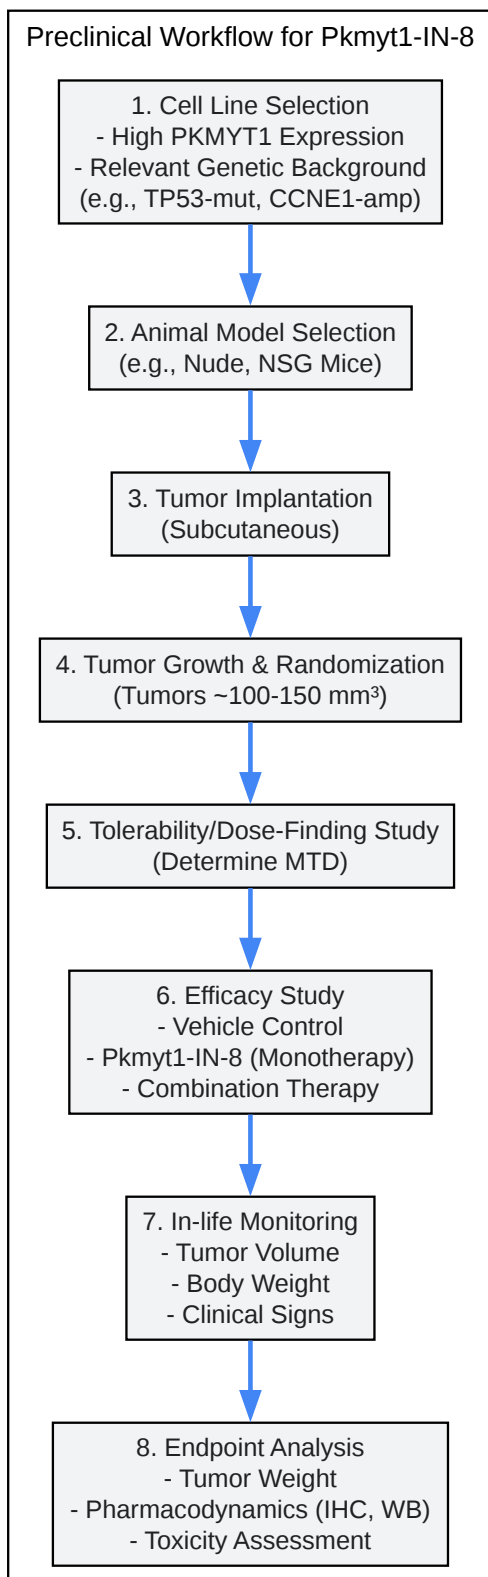 Preclinical Workflow for Pkmyt1-IN-8
1. Cell Line Selection
- High PKMYT1 Expression
- Relevant Genetic Background
(e.g., TP53-mut, CCNE1-amp)
2. Animal Model Selection
(e.g., Nude, NSG Mice)
3. Tumor Implantation
(Subcutaneous)
4. Tumor Growth & Randomization
(Tumors ~100-150 mm³)
5. Tolerability/Dose-Finding Study
(Determine MTD)
6. Efficacy Study
- Vehicle Control
- Pkmyt1-IN-8 (Monotherapy)
- Combination Therapy
7. In-life Monitoring
- Tumor Volume
- Body Weight
- Clinical Signs
8. Endpoint Analysis
- Tumor Weight
- Pharmacodynamics (IHC, WB)
- Toxicity Assessment